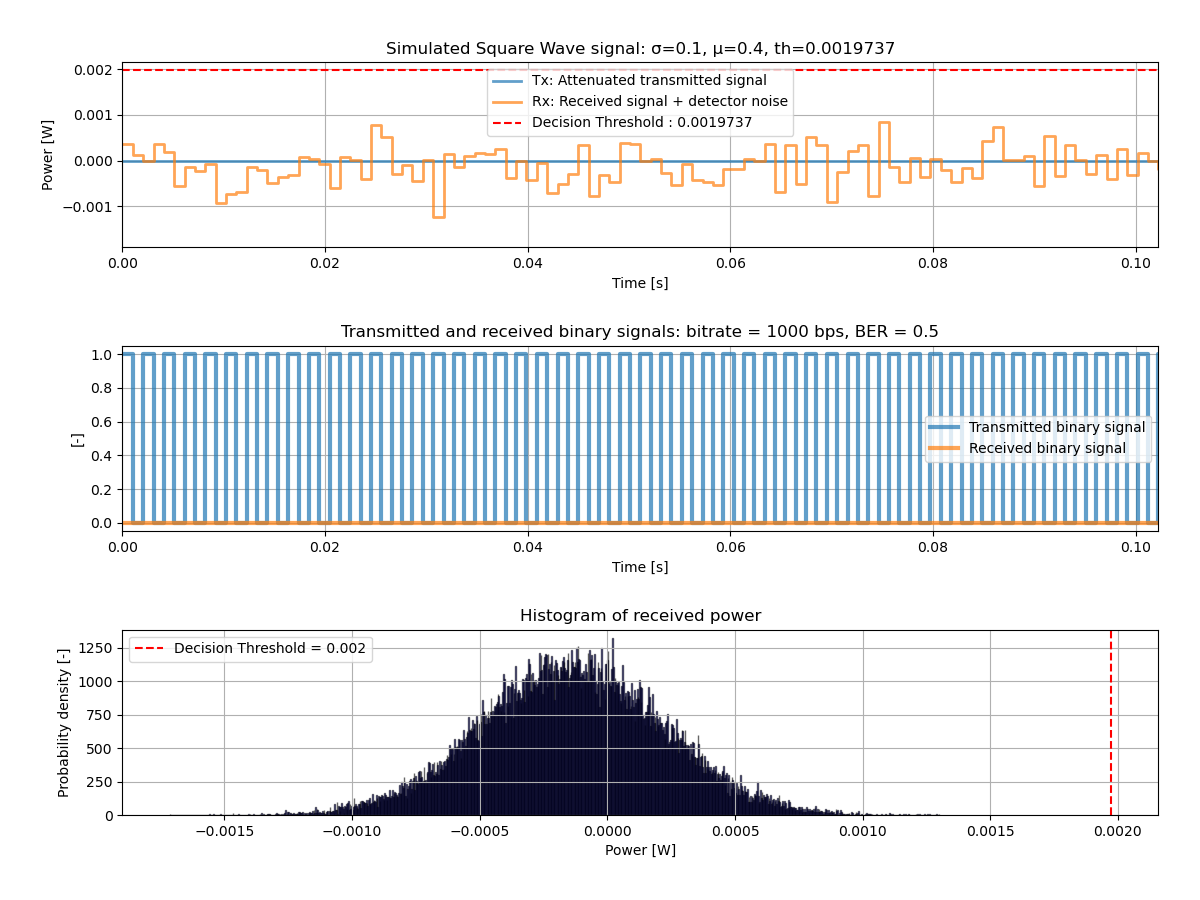 Simulated Square Wave signal: σ=0.1, μ=0.4, th=0.0019737
Power [W]
0.002
0.001
0.000
−0.001
Tx: Attenuated transmitted signal
Rx: Received signal + detector noise
Decision Threshold : 0.0019737
0.00 0.02 0.04 0.06 0.08 0.10
Time [s]
Transmitted and received binary signals: bitrate = 1000 bps, BER = 0.5
[-]
1.0
0.8
0.6
0.4
0.2
0.0
Transmitted binary signal
Received binary signal
0.00 0.02 0.04 0.06 0.08 0.10
Time [s]
Histogram of received power
Probability density [-]
1250
1000
750
500
250
0
Decision Threshold = 0.002
−0.0015 −0.0010 −0.0005 0.0000 0.0005 0.0010 0.0015 0.0020
Power [W]